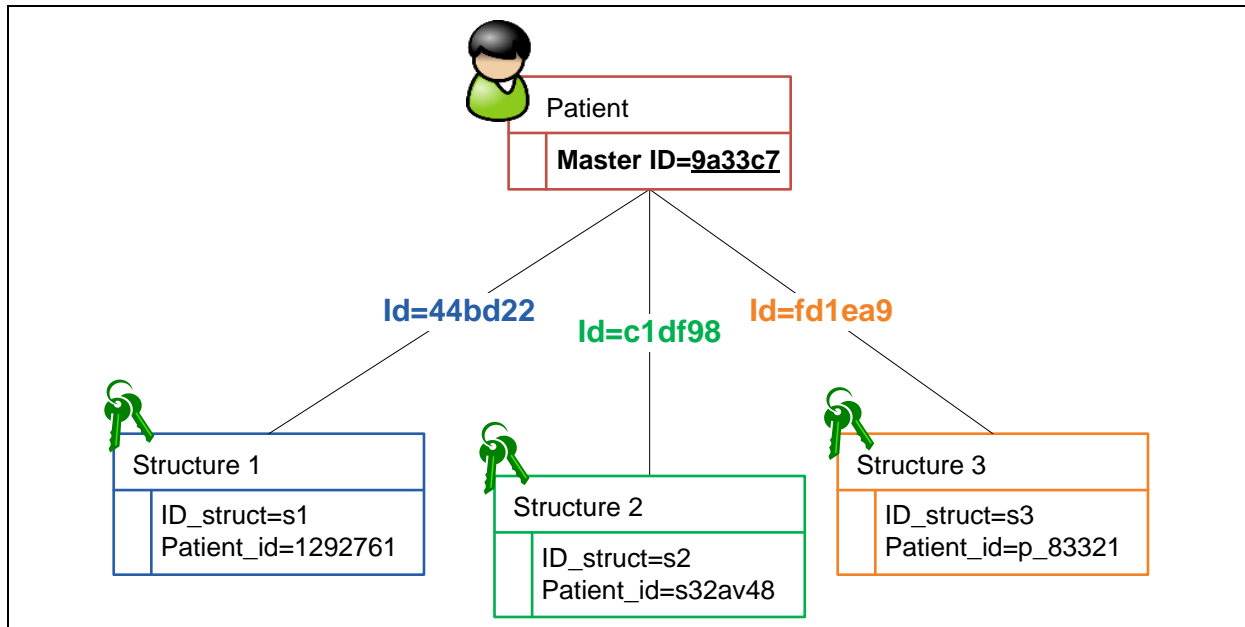 Patient
Master ID=9a33c7
Id=44bd22
Id=c1df98
Id=fd1ea9
Structure 1
ID_struct=s1
Patient_id=1292761
Structure 2
ID_struct=s2
Patient_id=s32av48
Structure 3
ID_struct=s3
Patient_id=p_83321